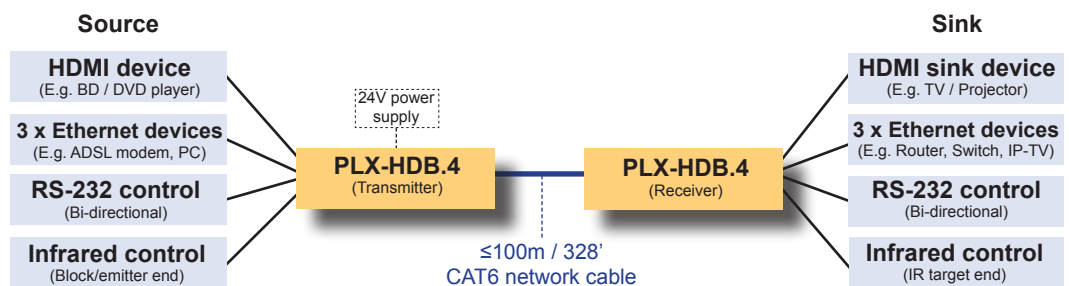 Source
Sink
HDMI device
(E.g. BD / DVD player)
3 x Ethernet devices
(E.g. ADSL modem, PC)
RS-232 control
(Bi-directional)
Infrared control
(Block/emitter end)
24V power
supply
PLX-HDB.4
(Transmitter)
≤100m / 328’
CAT6 network cable
PLX-HDB.4
(Receiver)
HDMI sink device
(E.g. TV / Projector)
3 x Ethernet devices
(E.g. Router, Switch, IP-TV)
RS-232 control
(Bi-directional)
Infrared control
(IR target end)